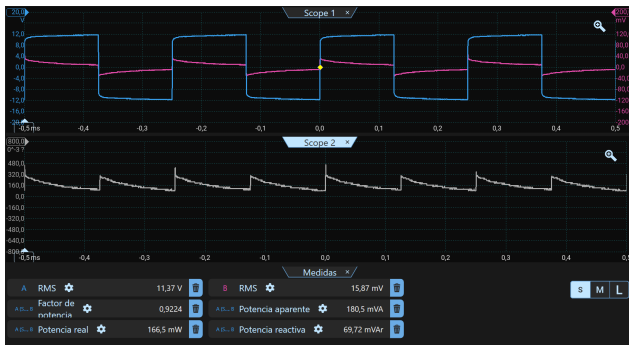 Scope 1 ×
20,0 200
V mV
12,0 120
8,0 80
4,0 40
0,0 0,0
-4,0 -40
-8,0 -80
-12,0 -120
-20,0 -200
-0,5 ms -0,4 -0,3 -0,2 -0,1 0,0 0,1 0,2 0,3 0,4 0,5
Scope 2 ×
800,0
480,0
320,0
160,0
0,0
-160,0
-320,0
-480,0
-640,0
-800,0
-0,5 ms -0,4 -0,3 -0,2 -0,1 0,0 0,1 0,2 0,3 0,4 0,5
Medidas ×
A RMS 11,37 V B RMS 15,87 mV S M L
Factor de potencia 0,9224 Potencia aparente 180,5 mVA
Potencia real 166,5 mW Potencia reactiva 69,72 mVAr